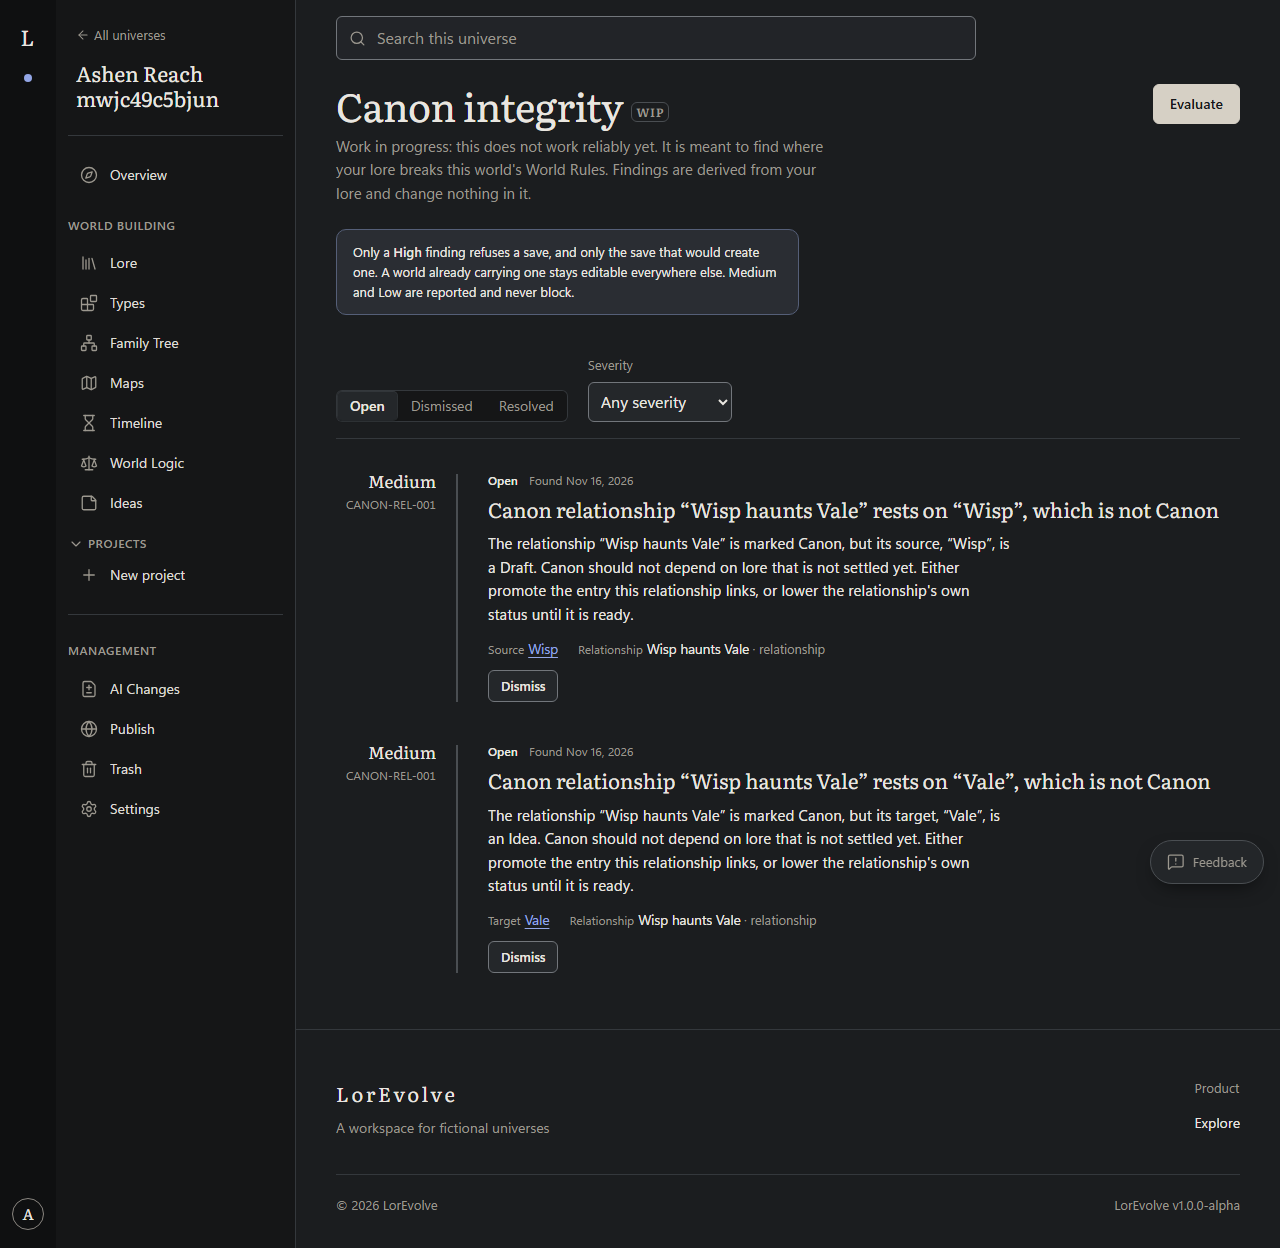 L
All universes
Ashen Reach
mwjc49c5bjun
Overview
WORLD BUILDING
Lore
Types
Family Tree
Maps
Timeline
World Logic
Ideas
PROJECTS
New project
MANAGEMENT
AI Changes
Publish
Trash
Settings
A
Search this universe
Canon integrity WIP
Evaluate
Work in progress: this does not work reliably yet. It is meant to find where
your lore breaks this world's World Rules. Findings are derived from your
lore and change nothing in it.
Only a High finding refuses a save, and only the save that would create
one. A world already carrying one stays editable everywhere else. Medium
and Low are reported and never block.
Severity
Open Dismissed Resolved Any severity
Medium
CANON-REL-001
Open Found Nov 16, 2026
Canon relationship “Wisp haunts Vale” rests on “Wisp”, which is not Canon
The relationship “Wisp haunts Vale” is marked Canon, but its source, “Wisp”, is
a Draft. Canon should not depend on lore that is not settled yet. Either
promote the entry this relationship links, or lower the relationship's own
status until it is ready.
Source Wisp Relationship Wisp haunts Vale · relationship
Dismiss
Medium
CANON-REL-001
Open Found Nov 16, 2026
Canon relationship “Wisp haunts Vale” rests on “Vale”, which is not Canon
The relationship “Wisp haunts Vale” is marked Canon, but its target, “Vale”, is
an Idea. Canon should not depend on lore that is not settled yet. Either
promote the entry this relationship links, or lower the relationship's own
status until it is ready.
Target Vale Relationship Wisp haunts Vale · relationship
Dismiss
Feedback
LorEvolve
A workspace for fictional universes
Product
Explore
© 2026 LorEvolve
LorEvolve v1.0.0-alpha